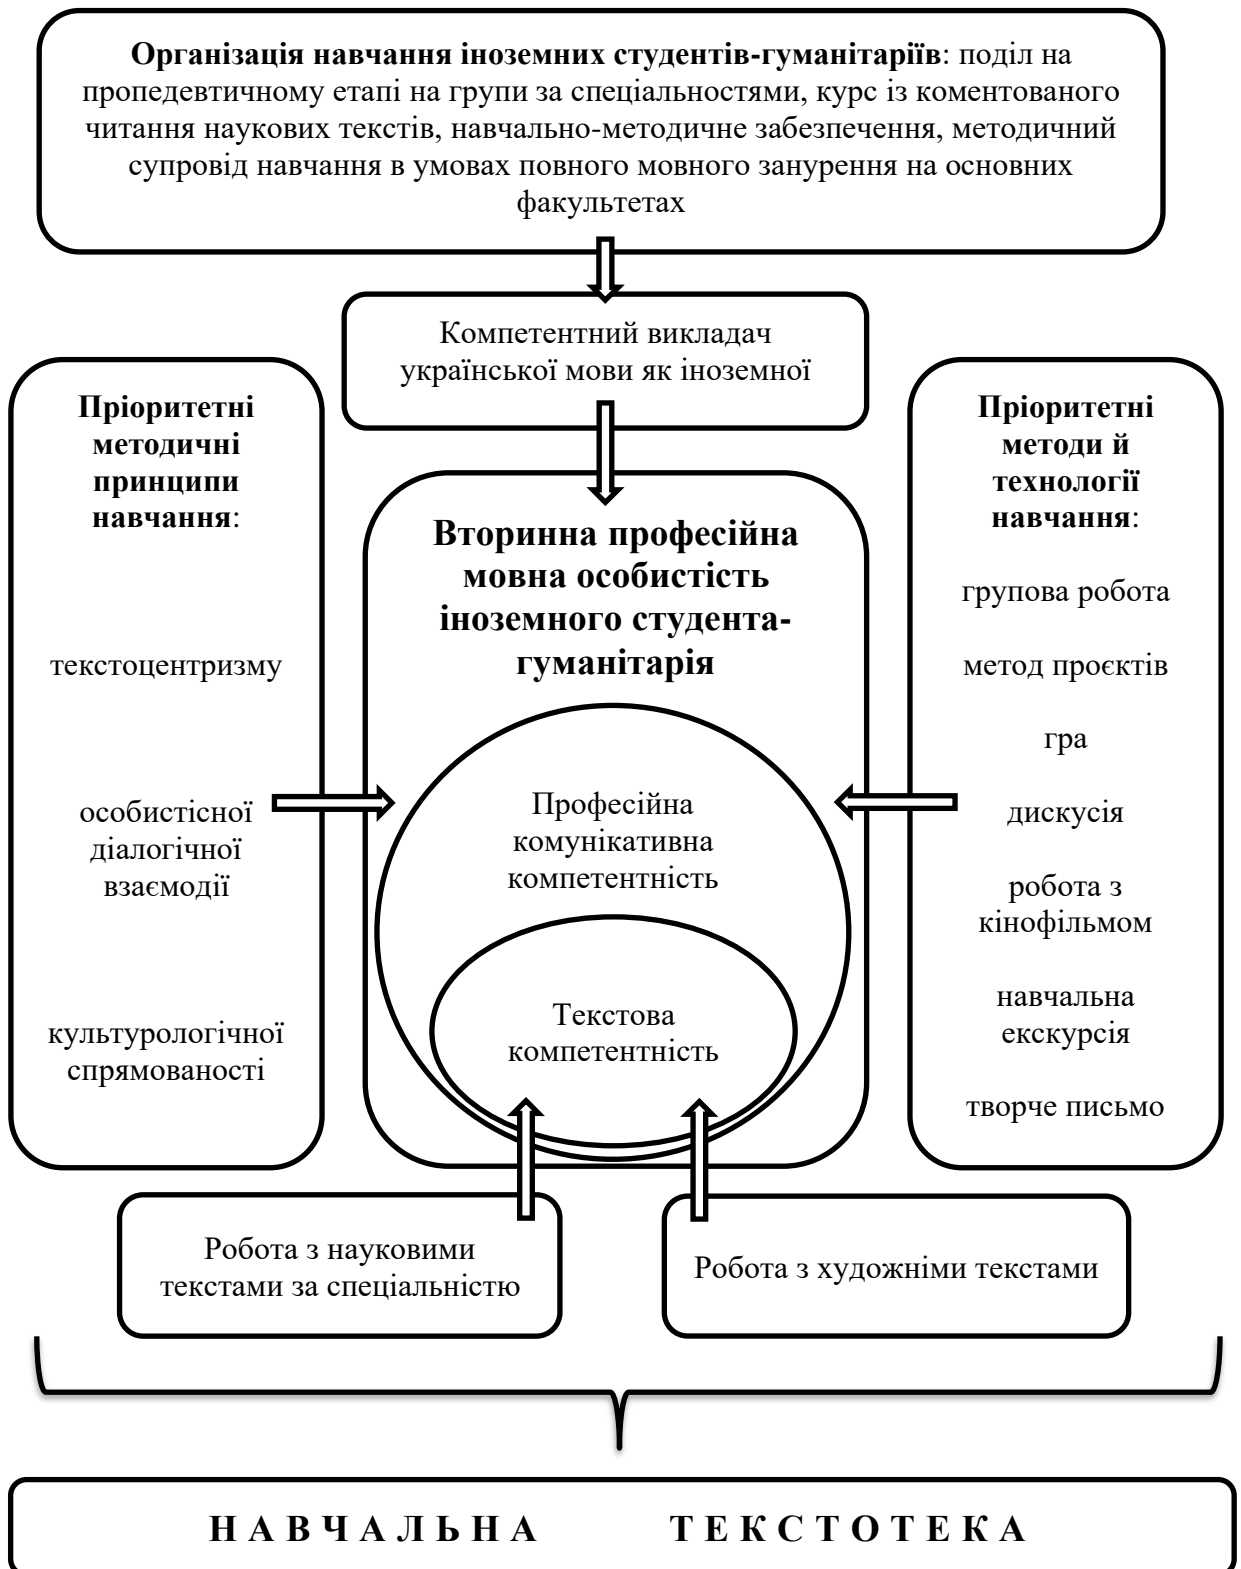 Організація навчання іноземних студентів-гуманітаріїв: поділ на
пропедевтичному етапі на групи за спеціальностями, курс із коментованого
читання наукових текстів, навчально-методичне забезпечення, методичний
супровід навчання в умовах повного мовного занурення на основних
факультетах
Компетентний викладач
української мови як іноземної
Пріоритетні
методичні
принципи
навчання:
текстоцентризму
особистісної
діалогічної
взаємодії
культурологічної
спрямованості
Вторинна професійна
мовна особистість
іноземного студента-
гуманітарія
Професійна
комунікативна
компетентність
Текстова
компетентність
Пріоритетні
методи й
технології
навчання:
групова робота
метод проєктів
гра
дискусія
робота з
кінофільмом
навчальна
екскурсія
творче письмо
Робота з науковими
текстами за спеціальністю
Робота з художніми текстами
Н А В Ч А Л Ь Н А Т Е К С Т О Т Е К А